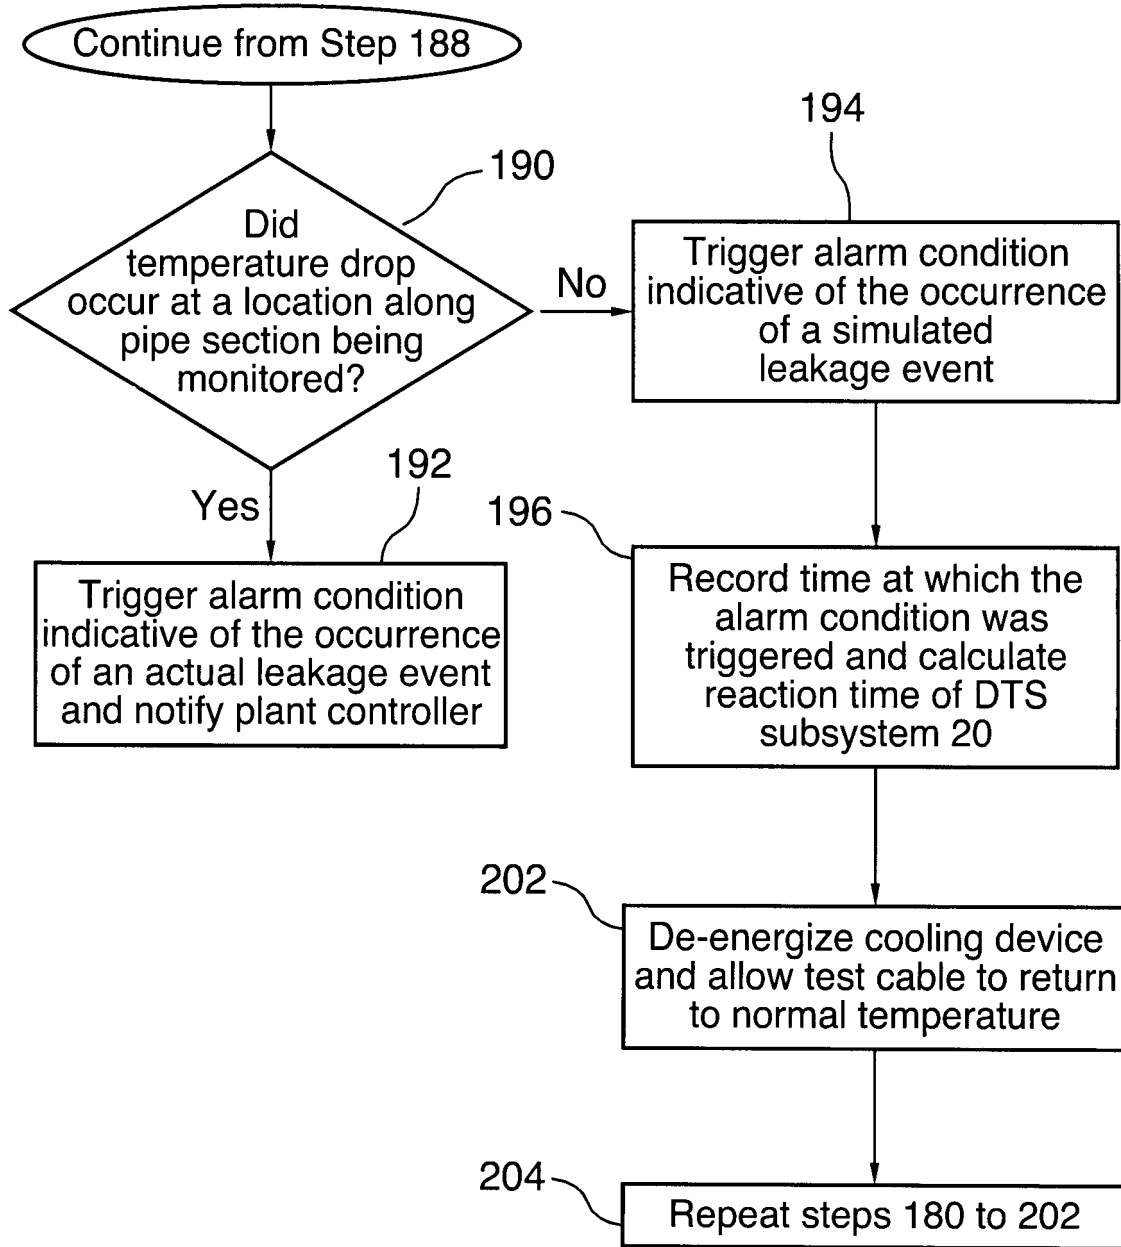 Continue from Step 188
190
Did
temperature drop
occur at a location along
pipe section being
monitored?
No
Yes
194
Trigger alarm condition
indicative of the occurrence
of a simulated
leakage event
192
Trigger alarm condition
indicative of the occurrence
of an actual leakage event
and notify plant controller
196
Record time at which the
alarm condition was
triggered and calculate
reaction time of DTS
subsystem 20
202
De-energize cooling device
and allow test cable to return
to normal temperature
204
Repeat steps 180 to 202